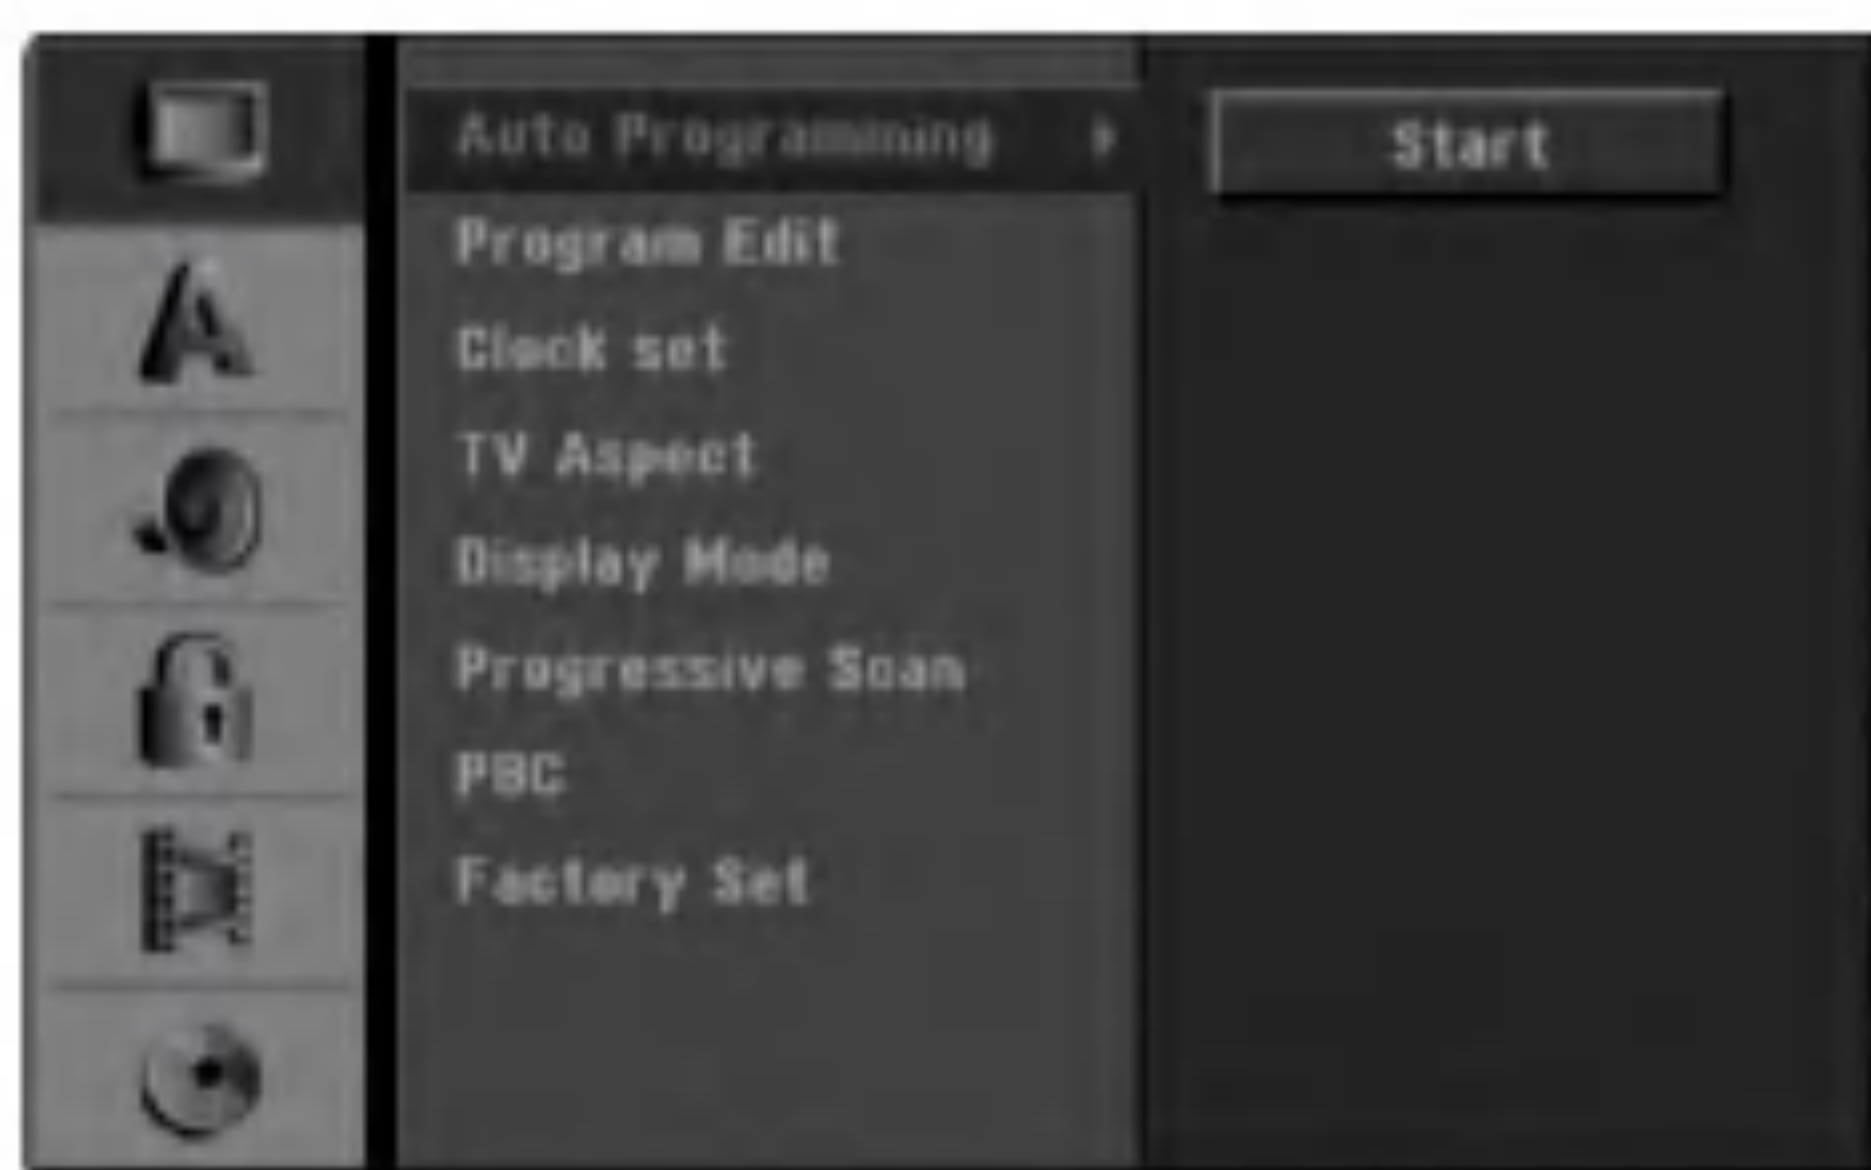 Auto Programming
Start
Program Edit
Clock set
TV Aspect
Display Mode
Progressive Scan
PBC
Factory Set